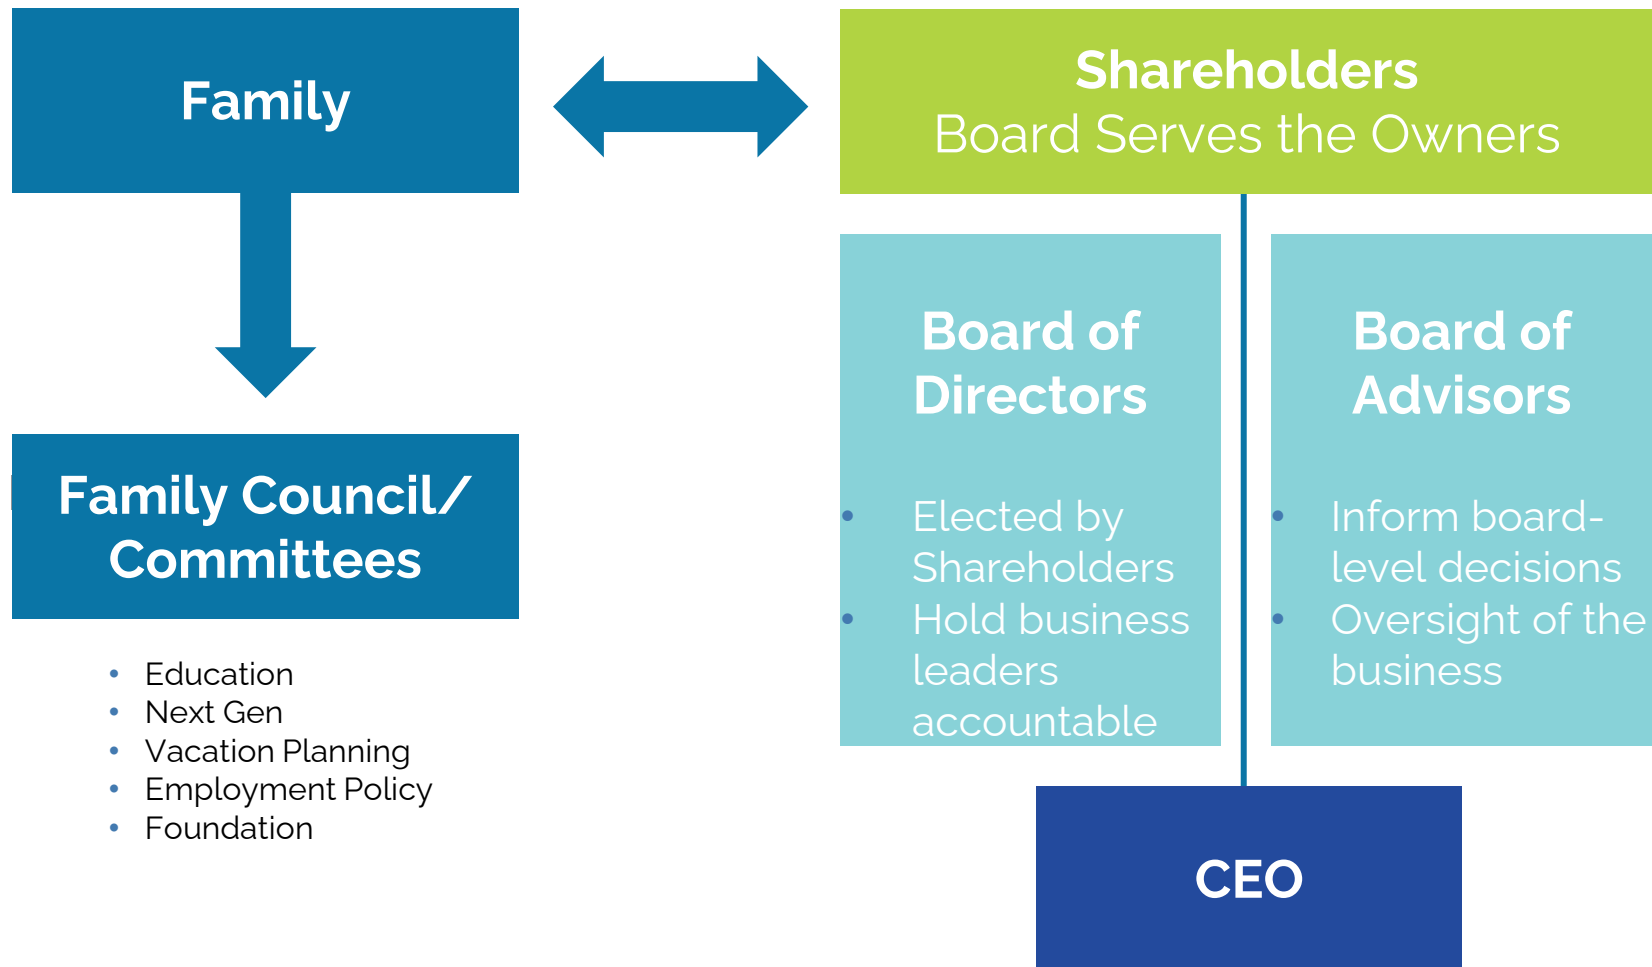 Family
Shareholders
Board Serves the Owners
Family Council/
Committees
• Education
• Next Gen
• Vacation Planning
• Employment Policy
• Foundation
Board of
Directors
• Elected by
Shareholders
• Hold business
leaders
accountable
Board of
Advisors
• Inform board-
level decisions
• Oversight of the
business
CEO